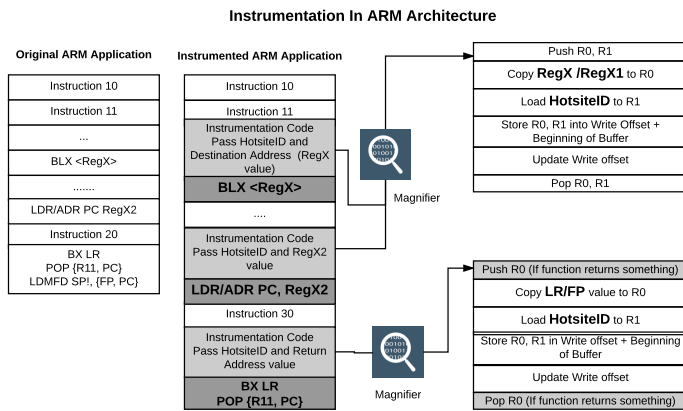 Instrumentation In ARM Architecture
Original ARM Application
Instruction 10
Instruction 11
...
BLX <RegX>
.......
LDR/ADR PC RegX2
Instruction 20
BX LR
POP {R11, PC}
LDMFD SP!, {FP, PC}
Instrumented ARM Application
Instruction 10
Instruction 11
Instrumentation Code
Pass HotsiteID and
Destination Address (RegX
value)
BLX <RegX>
....
Instrumentation Code
Pass HotsiteID and RegX2
value
LDR/ADR PC, RegX2
Instruction 30
Instrumentation Code
Pass HotsiteID and Return
Address value
BX LR
POP {R11, PC}
Magnifier
Magnifier
Push R0, R1
Copy RegX /RegX1 to R0
Load HotsiteID to R1
Store R0, R1 into Write Offset +
Beginning of Buffer
Update Write offset
Pop R0, R1
Push R0 (If function returns something)
Copy LR/FP value to R0
Load HotsiteID to R1
Store R0, R1 in Write offset + Beginning
of Buffer
Update Write offset
Pop R0 (If function returns something)